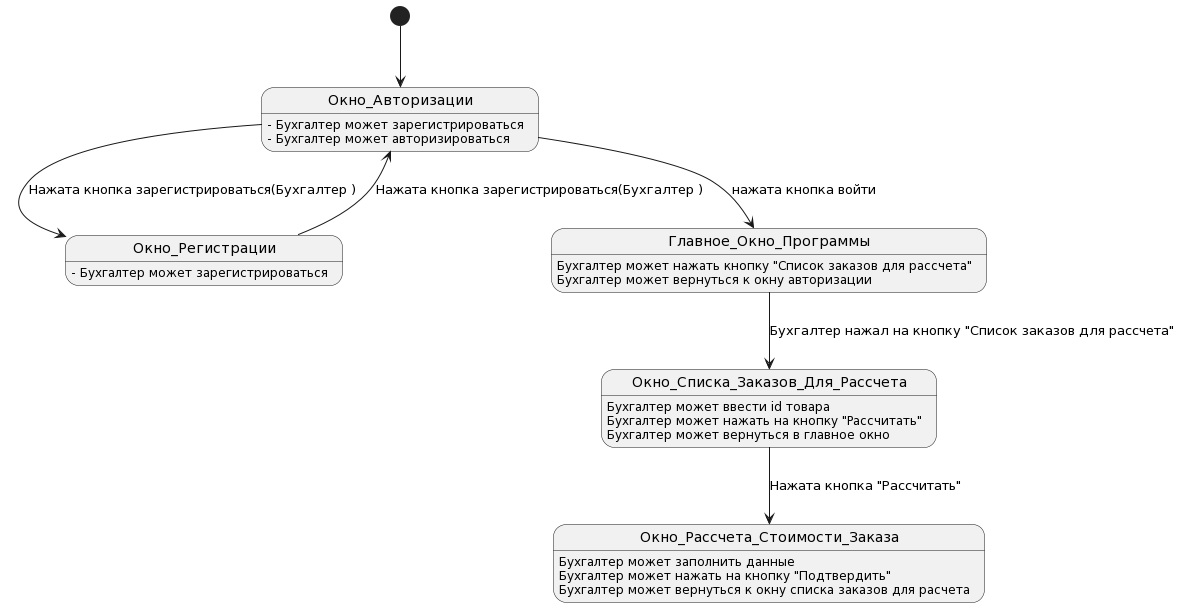 Окно_Авторизации
- Бухгалтер может зарегистрироваться
- Бухгалтер может авторизироваться
Нажата кнопка зарегистрироваться(Бухгалтер )
Нажата кнопка зарегистрироваться(Бухгалтер )
нажата кнопка войти
Окно_Регистрации
- Бухгалтер может зарегистрироваться
Главное_Окно_Программы
Бухгалтер может нажать кнопку "Список заказов для рассчета"
Бухгалтер может вернуться к окну авторизации
Бухгалтер нажал на кнопку "Список заказов для рассчета"
Окно_Списка_Заказов_Для_Рассчета
Бухгалтер может ввести id товара
Бухгалтер может нажать на кнопку "Рассчитать"
Бухгалтер может вернуться в главное окно
Нажата кнопка "Рассчитать"
Окно_Рассчета_Стоимости_Заказа
Бухгалтер может заполнить данные
Бухгалтер может нажать на кнопку "Подтвердить"
Бухгалтер может вернуться к окну списка заказов для расчета